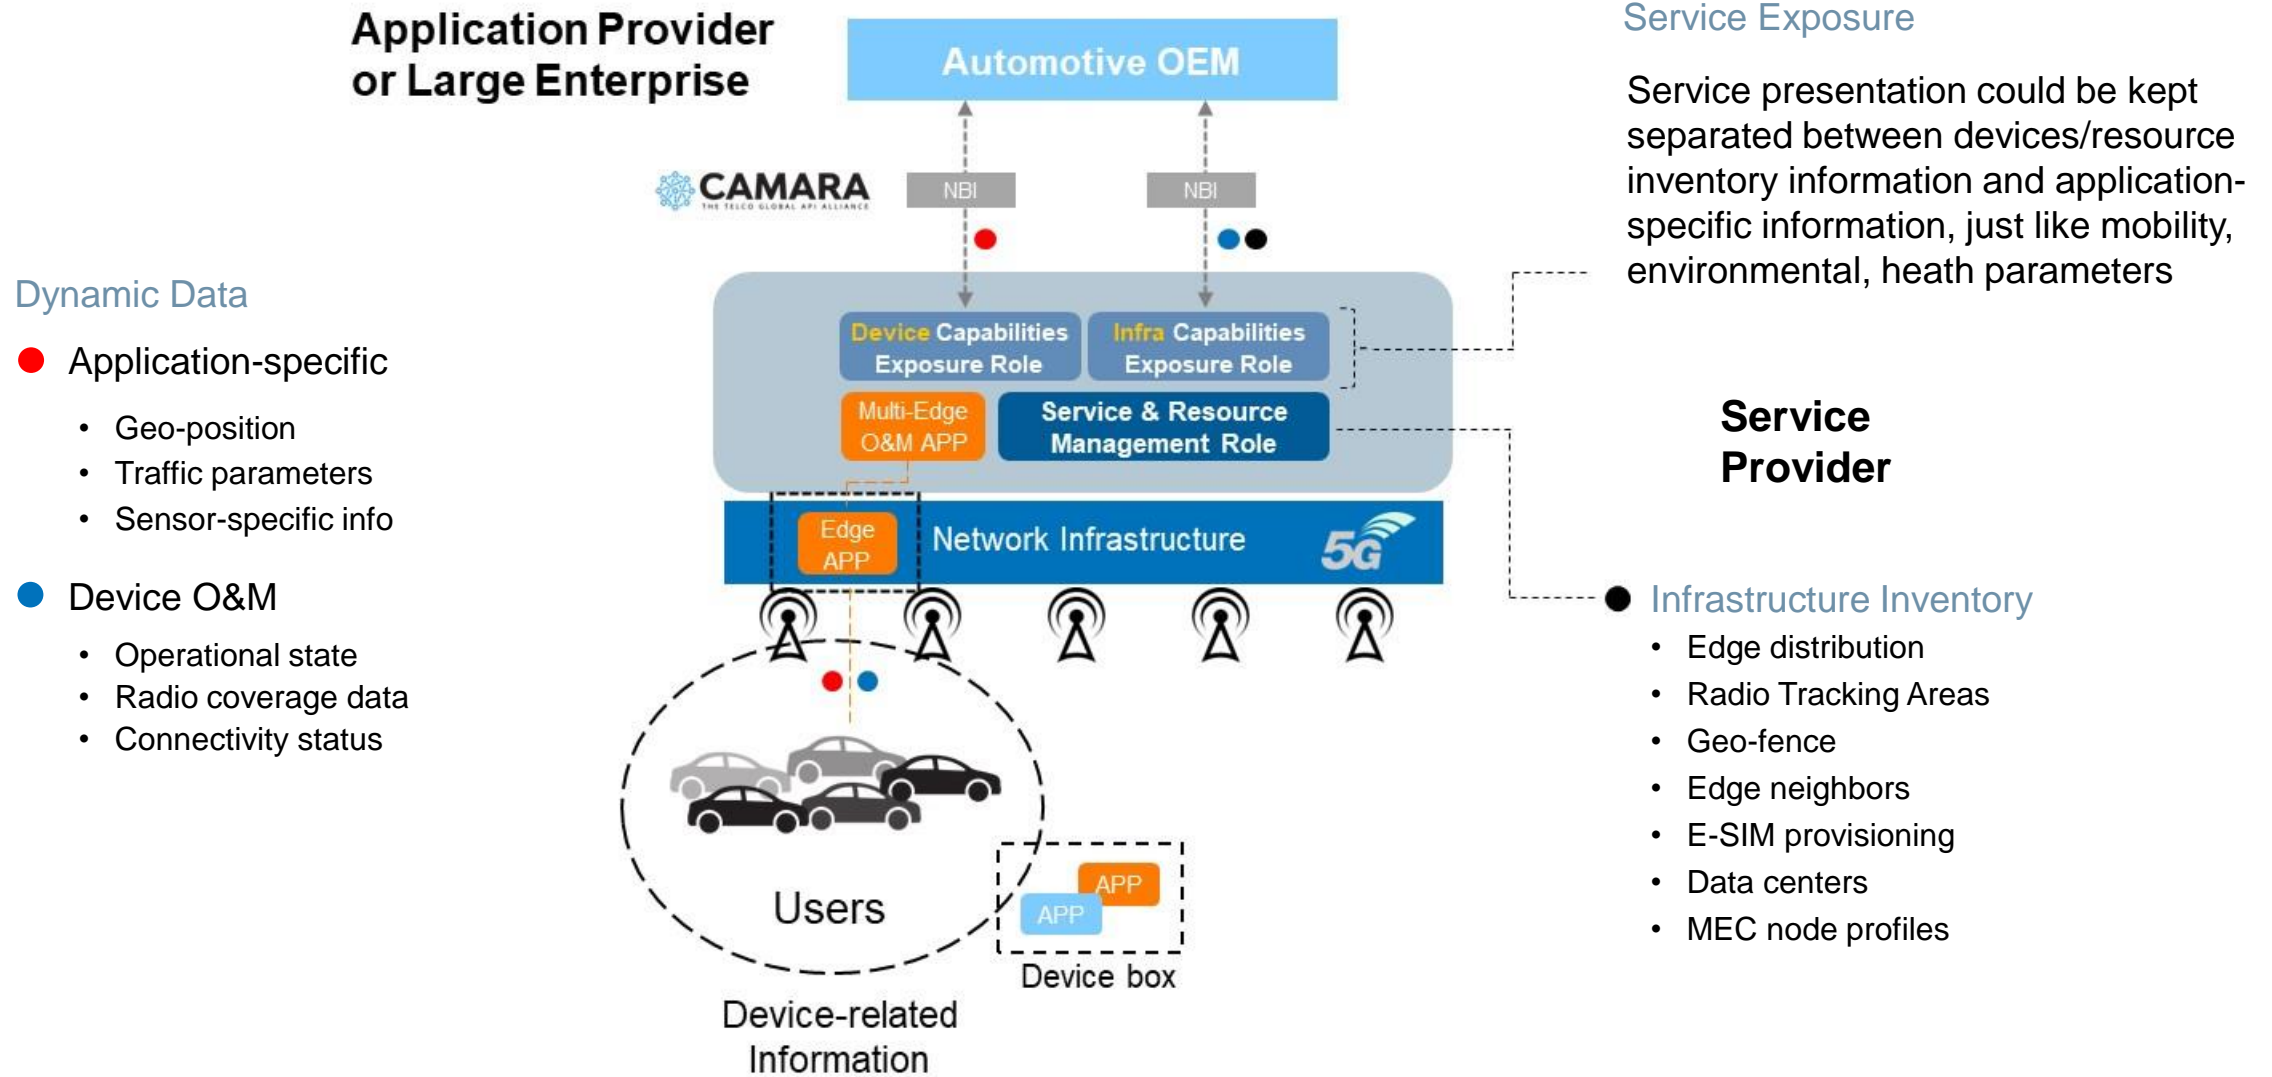 Application Provider
or Large Enterprise
Automotive OEM
Service Exposure
Service presentation could be kept
separated between devices/resource
inventory information and application-
specific information, just like mobility,
environmental, heath parameters
CAMARA
THE TELCO GLOBAL API ALLIANCE
NBI
NBI
Dynamic Data
Application-specific
• Geo-position
• Traffic parameters
• Sensor-specific info
Device O&M
• Operational state
• Radio coverage data
• Connectivity status
Device Capabilities
Exposure Role
Infra Capabilities
Exposure Role
Multi-Edge
O&M APP
Service & Resource
Management Role
Service
Provider
Edge
APP
Network Infrastructure
5G
Infrastructure Inventory
• Edge distribution
• Radio Tracking Areas
• Geo-fence
• Edge neighbors
• E-SIM provisioning
• Data centers
• MEC node profiles
Users
APP
APP
Device box
Device-related
Information